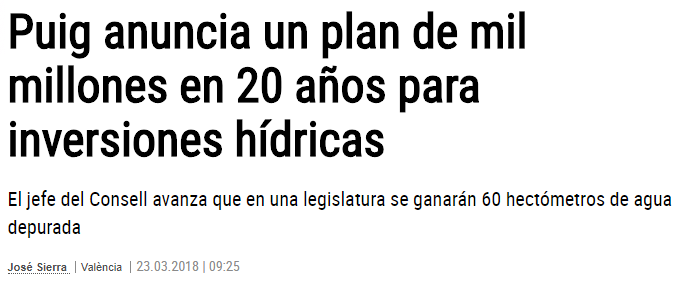 Puig anuncia un plan de mil
millones en 20 años para
inversiones hídricas
El jefe del Consell avanza que en una legislatura se ganarán 60 hectómetros de agua
depurada
José Sierra | València | 23.03.2018 | 09:25